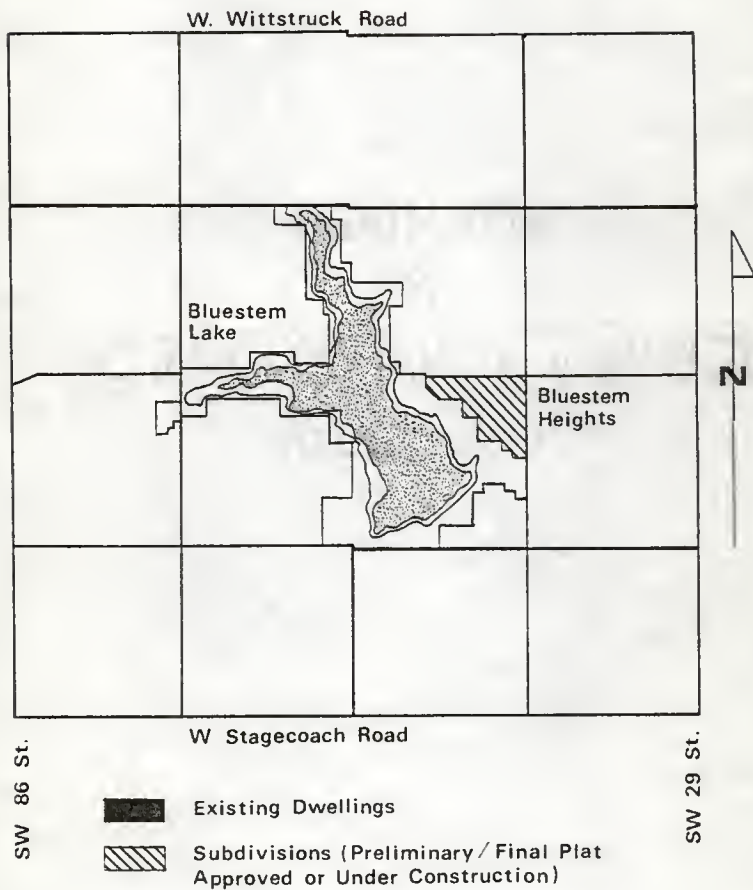 W. Wittstruck Road
Bluestem
Lake
Bluestem
Heights
N
W Stagecoach Road
SW 86 St.
SW 29 St.
Existing Dwellings
Subdivisions (Preliminary / Final Plat
Approved or Under Construction)